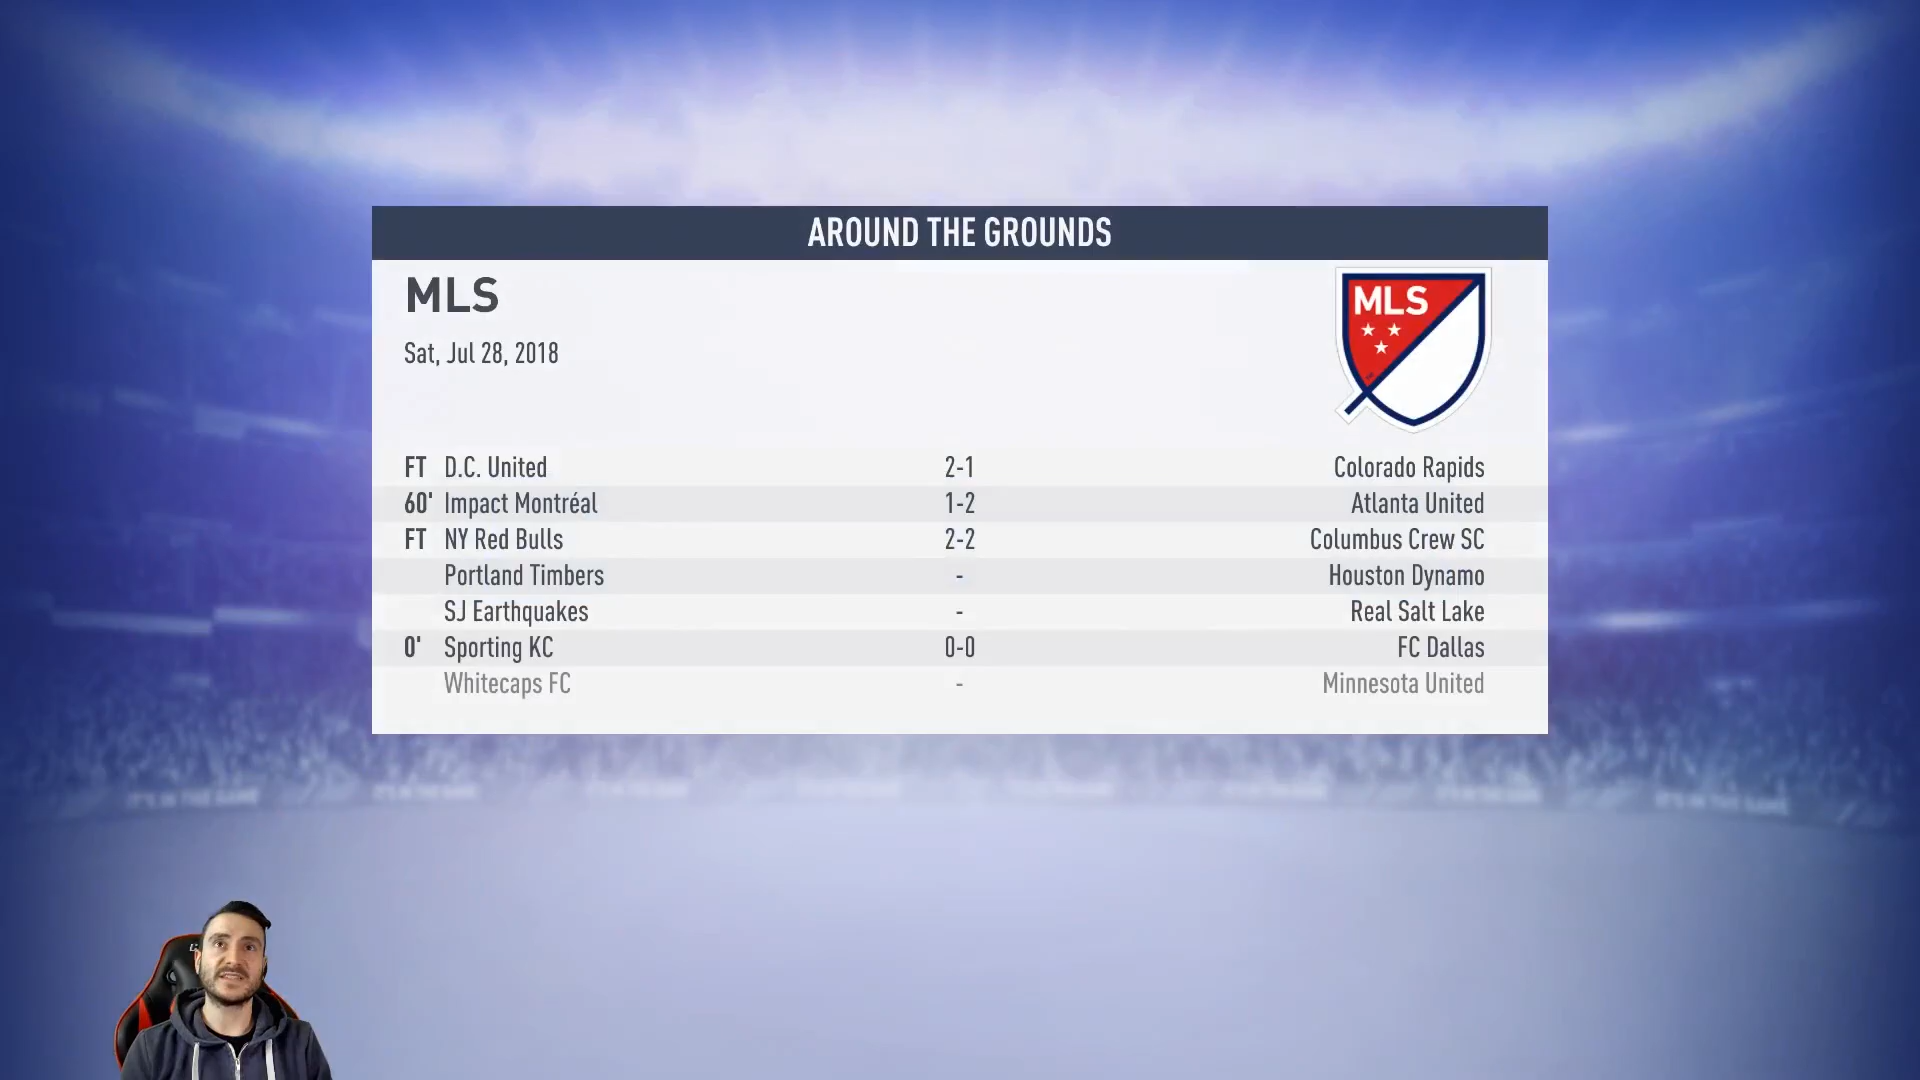 AROUND THE GROUNDS
MLS
MLS
Sat, Jul 28, 2018
FT D.C. United 2-1 Colorado Rapids
60' Impact Montréal 1-2 Atlanta United
FT NY Red Bulls 2-2 Columbus Crew SC
Portland Timbers - Houston Dynamo
SJ Earthquakes - Real Salt Lake
0' Sporting KC 0-0 FC Dallas
Whitecaps FC - Minnesota United